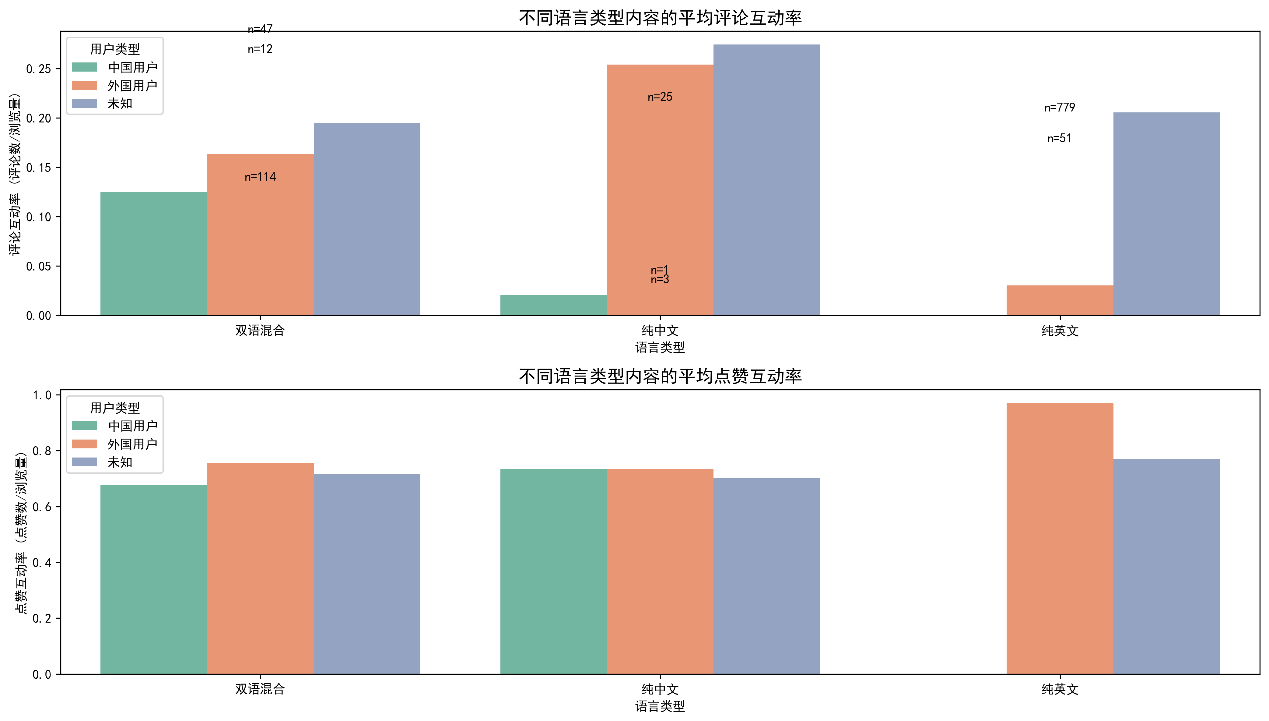 不同语言类型内容的平均评论互动率
n=47
n=12
用户类型
中国用户
外国用户
未知
n=25
n=779
n=51
n=114
n=1
n=3
评论互动率 (评论数/浏览量)
0.25
0.20
0.15
0.10
0.05
0.00
双语混合 纯中文 纯英文
语言类型
不同语言类型内容的平均点赞互动率
用户类型
中国用户
外国用户
未知
点赞互动率 (点赞数/浏览量)
1.0
0.8
0.6
0.4
0.2
0.0
双语混合 纯中文 纯英文
语言类型